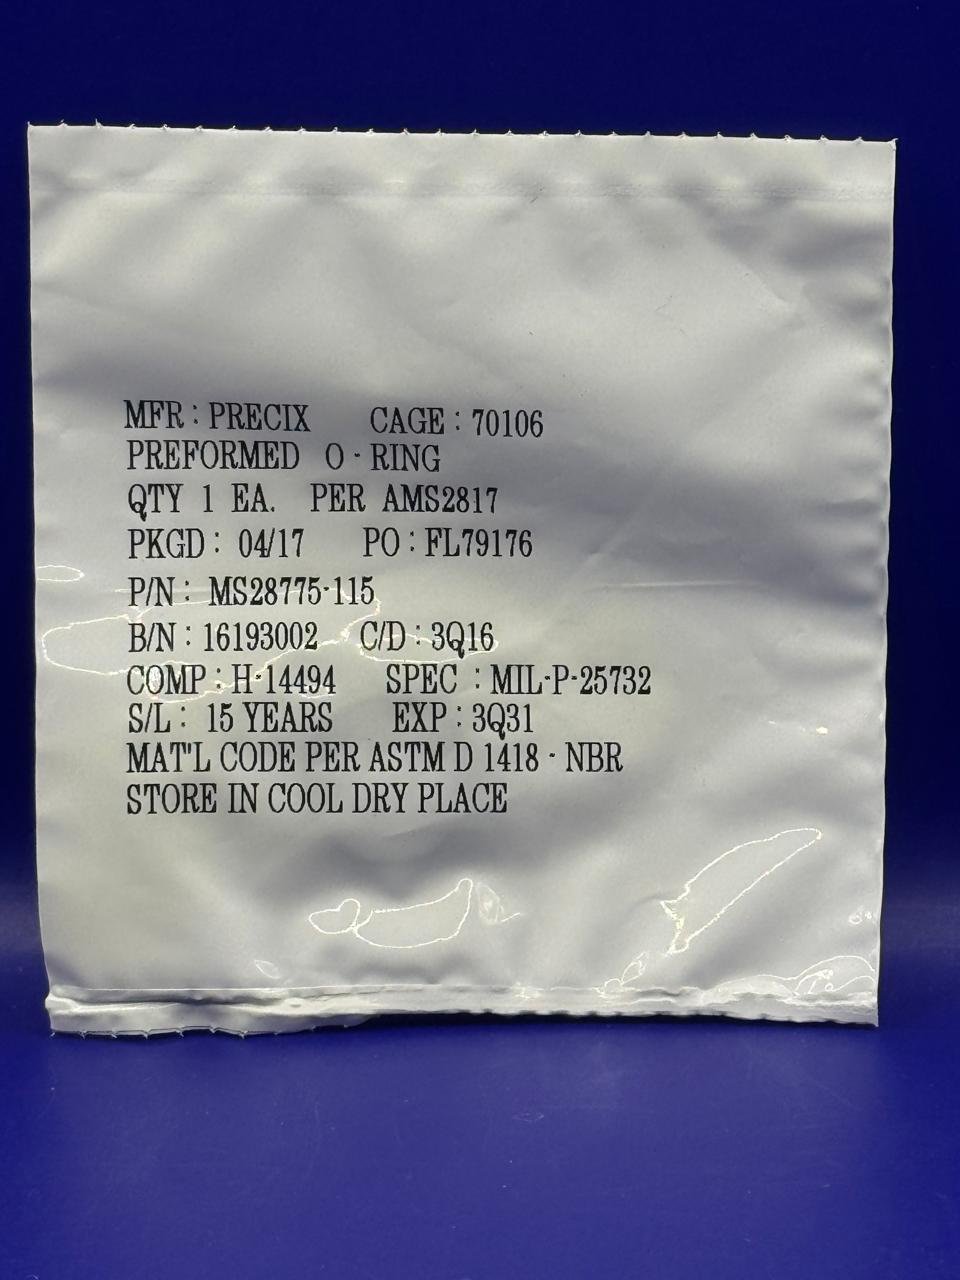 MFR : PRECIX CAGE : 70106
PREFORMED O - RING
QTY 1 EA. PER AMS2817
PKGD : 04/17 PO : FL79176
P/N : MS28775-115
B/N : 16193002 C/D : 3Q16
COMP : H-14494 SPEC : MIL-P-25732
S/L : 15 YEARS EXP : 3Q31
MAT'L CODE PER ASTM D 1418 - NBR
STORE IN COOL DRY PLACE